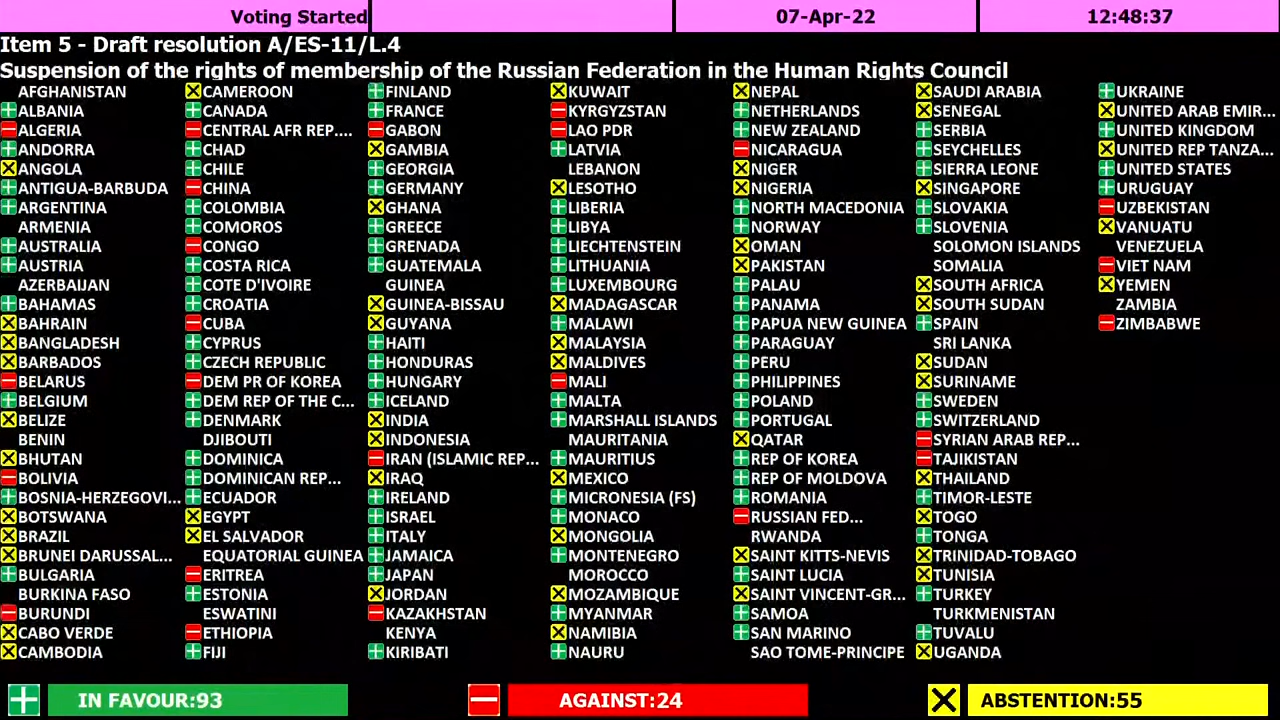 Voting Started 07-Apr-22 12:48:37
Item 5 - Draft resolution A/ES-11/L.4
Suspension of the rights of membership of the Russian Federation in the Human Rights Council
AFGHANISTAN
ALBANIA
ALGERIA
ANDORRA
ANGOLA
ANTIGUA-BARBUDA
ARGENTINA
ARMENIA
AUSTRALIA
AUSTRIA
AZERBAIJAN
BAHAMAS
BAHRAIN
BANGLADESH
BARBADOS
BELARUS
BELGIUM
BELIZE
BENIN
BHUTAN
BOLIVIA
BOSNIA-HERZEGOVI...
BOTSWANA
BRAZIL
BRUNEI DARUSSAL...
BULGARIA
BURKINA FASO
BURUNDI
CABO VERDE
CAMBODIA
CAMEROON
CANADA
CENTRAL AFR REP....
CHAD
CHILE
CHINA
COLOMBIA
COMOROS
CONGO
COSTA RICA
COTE D'IVOIRE
CROATIA
CUBA
CYPRUS
CZECH REPUBLIC
DEM PR OF KOREA
DEM REP OF THE C...
DENMARK
DJIBOUTI
DOMINICA
DOMINICAN REP...
ECUADOR
EGYPT
EL SALVADOR
EQUATORIAL GUINEA
ERITREA
ESTONIA
ESWATINI
ETHIOPIA
FIJI
FINLAND
FRANCE
GABON
GAMBIA
GEORGIA
GERMANY
GHANA
GREECE
GRENADA
GUATEMALA
GUINEA
GUINEA-BISSAU
GUYANA
HAITI
HONDURAS
HUNGARY
ICELAND
INDIA
INDONESIA
IRAN (ISLAMIC REP...
IRAQ
IRELAND
ISRAEL
ITALY
JAMAICA
JAPAN
JORDAN
KAZAKHSTAN
KENYA
KIRIBATI
KUWAIT
KYRGYZSTAN
LAO PDR
LATVIA
LEBANON
LESOTHO
LIBERIA
LIBYA
LIECHTENSTEIN
LITHUANIA
LUXEMBOURG
MADAGASCAR
MALAWI
MALAYSIA
MALDIVES
MALI
MALTA
MARSHALL ISLANDS
MAURITANIA
MAURITIUS
MEXICO
MICRONESIA (FS)
MONACO
MONGOLIA
MONTENEGRO
MOROCCO
MOZAMBIQUE
MYANMAR
NAMIBIA
NAURU
NEPAL
NETHERLANDS
NEW ZEALAND
NICARAGUA
NIGER
NIGERIA
NORTH MACEDONIA
NORWAY
OMAN
PAKISTAN
PALAU
PANAMA
PAPUA NEW GUINEA
PARAGUAY
PERU
PHILIPPINES
POLAND
PORTUGAL
QATAR
REP OF KOREA
REP OF MOLDOVA
ROMANIA
RUSSIAN FED...
RWANDA
SAINT KITTS-NEVIS
SAINT LUCIA
SAINT VINCENT-GR...
SAMOA
SAN MARINO
SAO TOME-PRINCIPE
SAUDI ARABIA
SENEGAL
SERBIA
SEYCHELLES
SIERRA LEONE
SINGAPORE
SLOVAKIA
SLOVENIA
SOLOMON ISLANDS
SOMALIA
SOUTH AFRICA
SOUTH SUDAN
SPAIN
SRI LANKA
SUDAN
SURINAME
SWEDEN
SWITZERLAND
SYRIAN ARAB REP...
TAJIKISTAN
THAILAND
TIMOR-LESTE
TOGO
TONGA
TRINIDAD-TOBAGO
TUNISIA
TURKEY
TURKMENISTAN
TUVALU
UGANDA
UKRAINE
UNITED ARAB EMIR...
UNITED KINGDOM
UNITED REP TANZA...
UNITED STATES
URUGUAY
UZBEKISTAN
VANUATU
VENEZUELA
VIET NAM
YEMEN
ZAMBIA
ZIMBABWE
IN FAVOUR:93 AGAINST:24 ABSTENTION:55